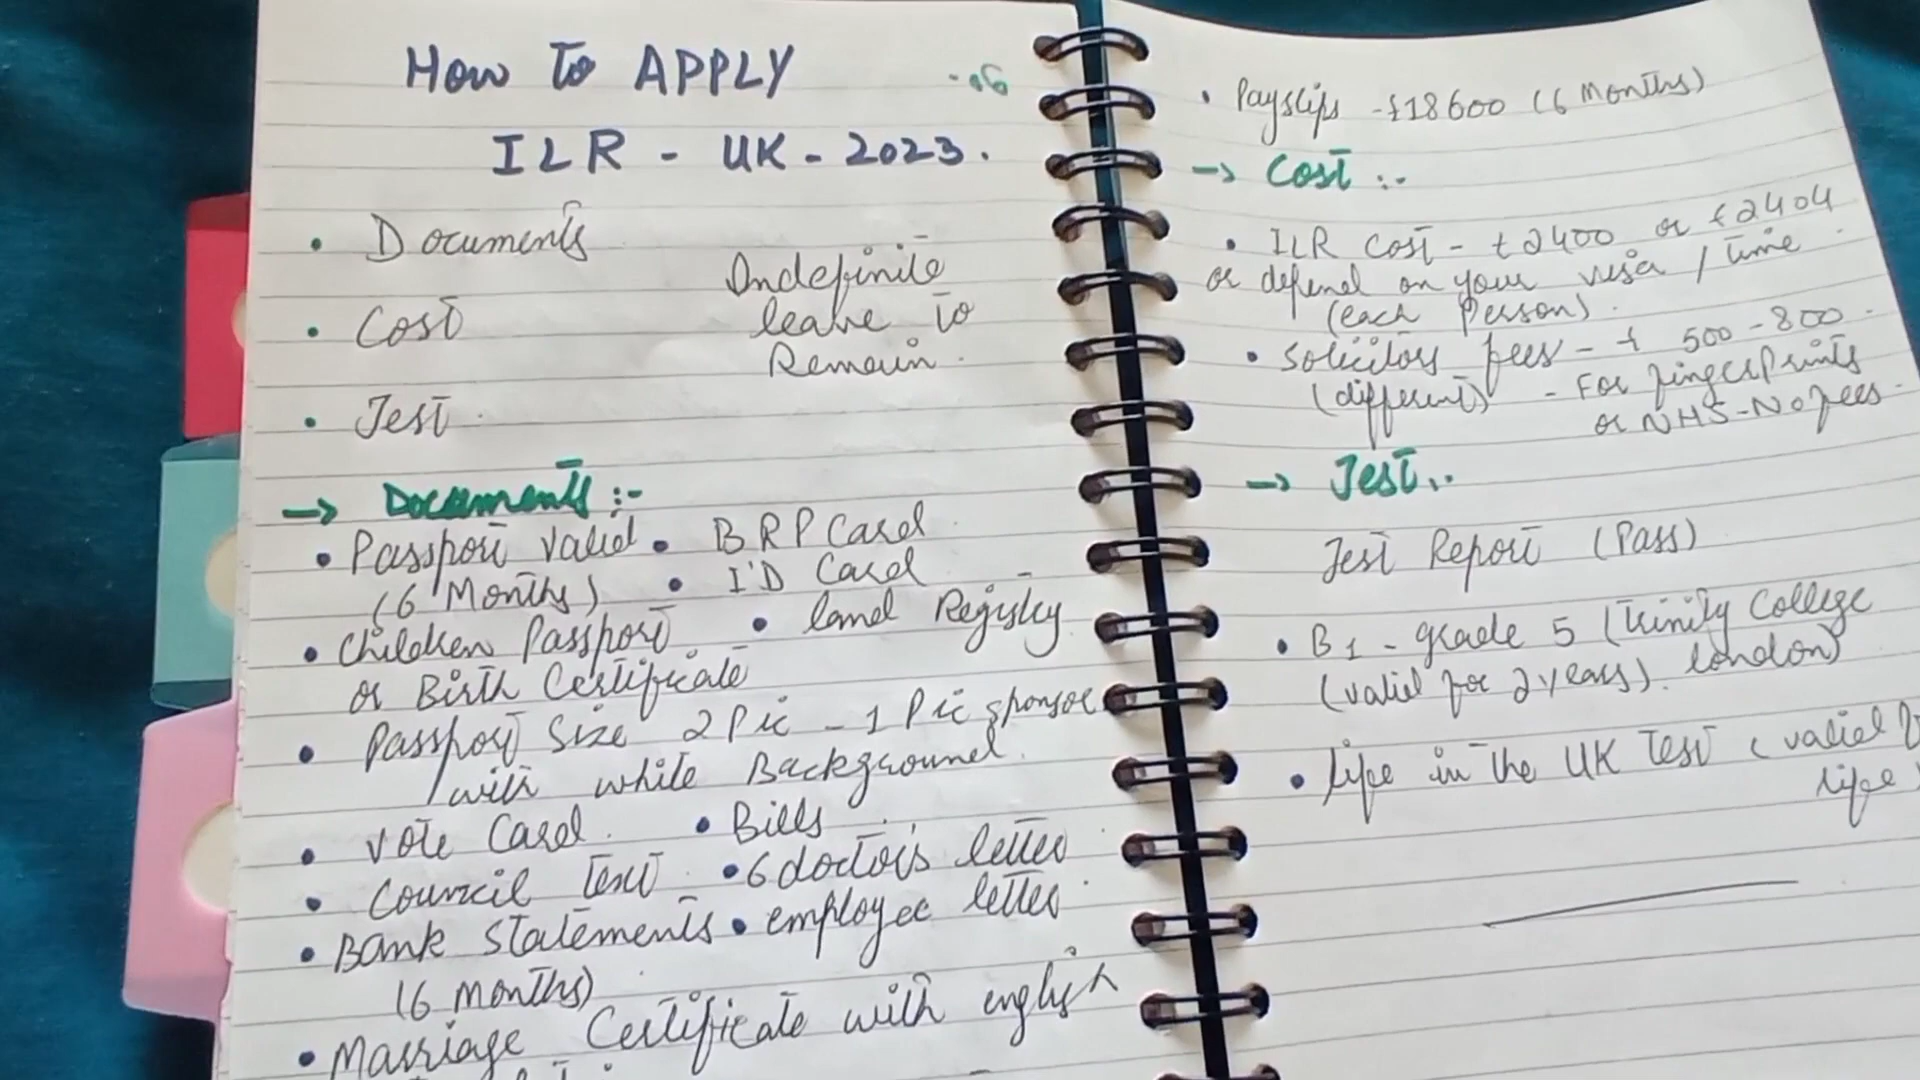 How To APPLY
ILR - UK - 2023.
• Documents
Indefinite
• Cost
leave to
Remain.
• Test.
→ Documents :-
• Passport valid • BRP Card
(6 Months) • I'D Card
• Children Passport • land Registry
or Birth Certificate
• Passport Size 2 Pic - 1 Pic sponsor
with white Background.
• Vote Card. • Bills
• Council Text • 6 doctors letter
• Bank Statements • employee letter
(6 Months)
• Marriage Certificate with english
• Payslips - £18600 (6 Months)
→ Cost :-
• ILR Cost - £2400 or £2404
or depend on your visa / Time
(each Person).
• Solicitors fees - £ 500 - 800.
(different) - For fingerPrints
or NHS - No fees.
→ Test..
Test Report (Pass)
• B1 - grade 5 (Trinity College
(valid for 2 years). london)
• life in the UK Test (valid
life